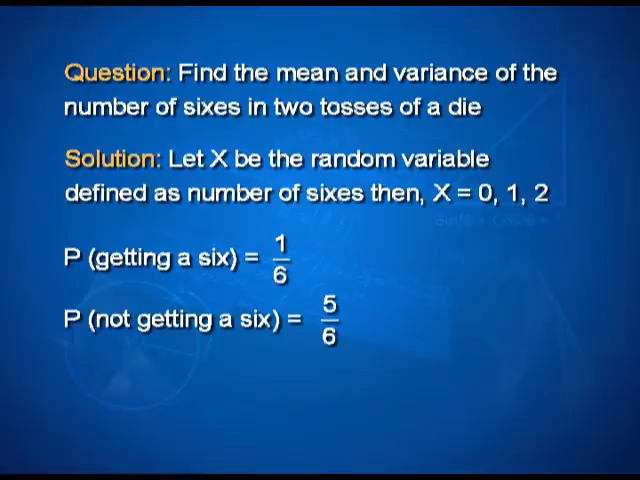 Question: Find the mean and variance of the
number of sixes in two tosses of a die
Solution: Let X be the random variable
defined as number of sixes then, X = 0, 1, 2
P (getting a six) = 1/6
P (not getting a six) = 5/6